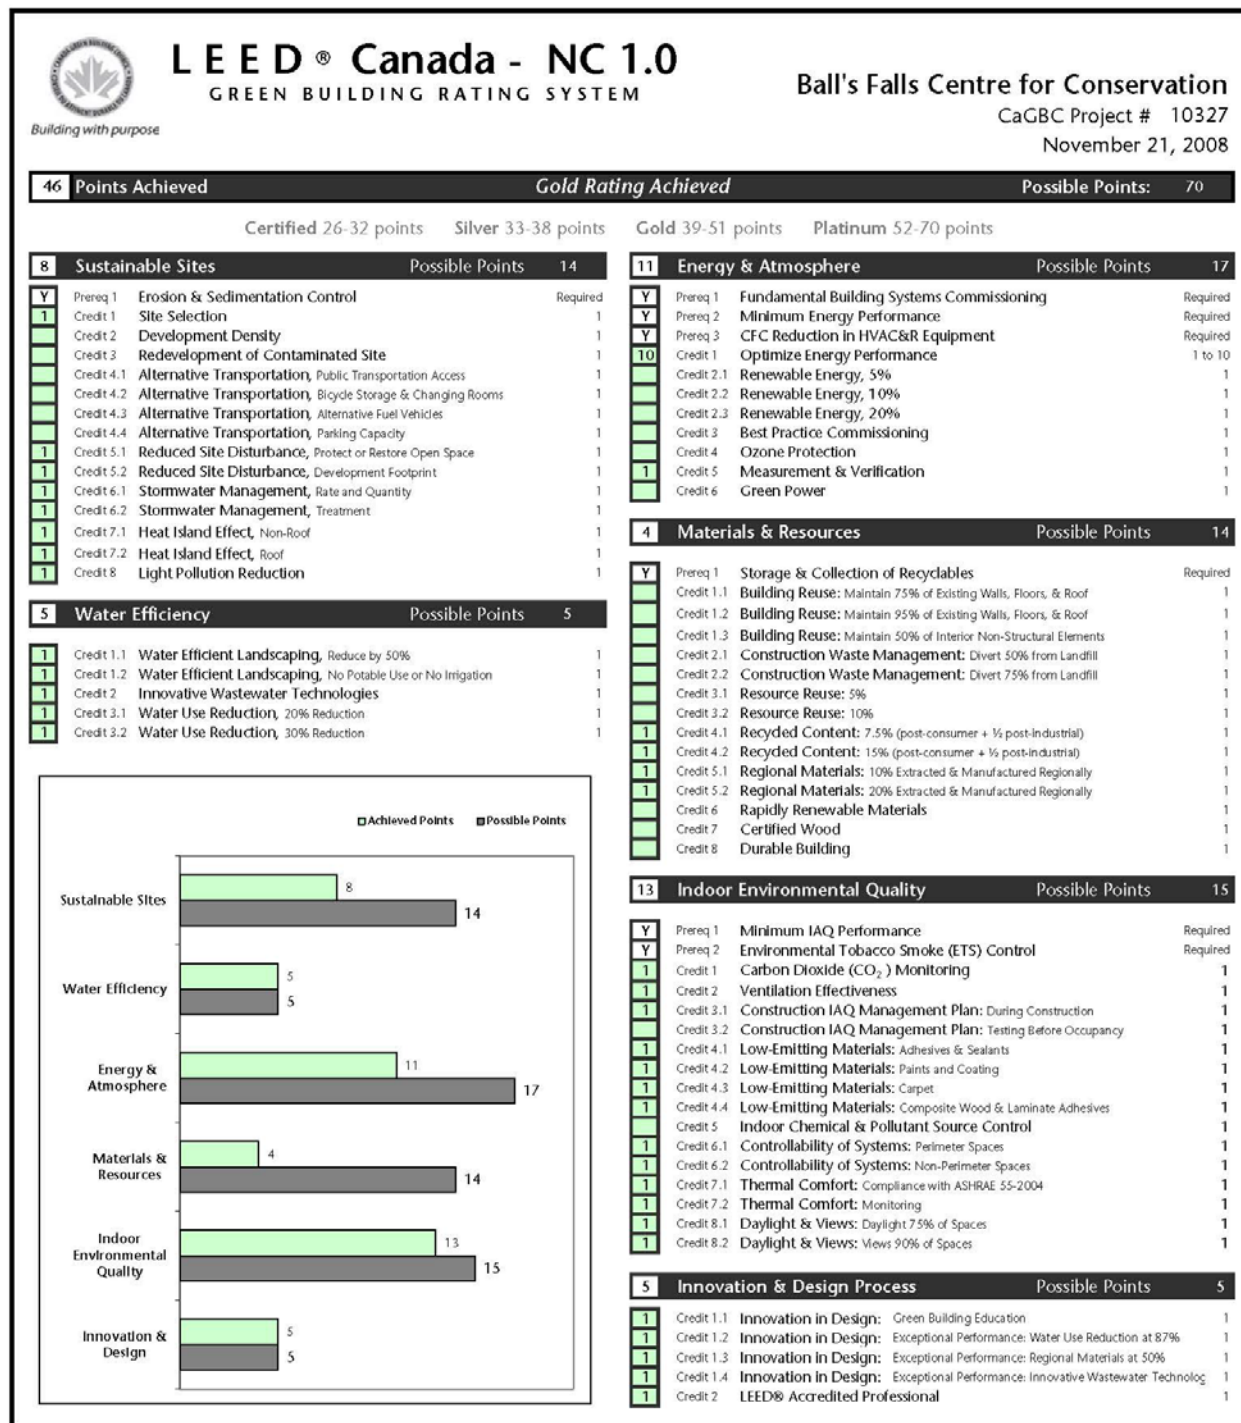 LEED ® Canada - NC 1.0
GREEN BUILDING RATING SYSTEM
Building with purpose
Ball's Falls Centre for Conservation
CaGBC Project # 10327
November 21, 2008
46 Points Achieved Gold Rating Achieved Possible Points: 70
Certified 26-32 points Silver 33-38 points Gold 39-51 points Platinum 52-70 points
8 Sustainable Sites Possible Points 14
Y Prereq 1 Erosion & Sedimentation Control Required
1 Credit 1 Site Selection 1
Credit 2 Development Density 1
Credit 3 Redevelopment of Contaminated Site 1
Credit 4.1 Alternative Transportation, Public Transportation Access 1
Credit 4.2 Alternative Transportation, Bicycle Storage & Changing Rooms 1
Credit 4.3 Alternative Transportation, Alternative Fuel Vehicles 1
Credit 4.4 Alternative Transportation, Parking Capacity 1
1 Credit 5.1 Reduced Site Disturbance, Protect or Restore Open Space 1
1 Credit 5.2 Reduced Site Disturbance, Development Footprint 1
1 Credit 6.1 Stormwater Management, Rate and Quantity 1
1 Credit 6.2 Stormwater Management, Treatment 1
1 Credit 7.1 Heat Island Effect, Non-Roof 1
1 Credit 7.2 Heat Island Effect, Roof 1
1 Credit 8 Light Pollution Reduction 1
5 Water Efficiency Possible Points 5
1 Credit 1.1 Water Efficient Landscaping, Reduce by 50% 1
1 Credit 1.2 Water Efficient Landscaping, No Potable Use or No Irrigation 1
1 Credit 2 Innovative Wastewater Technologies 1
1 Credit 3.1 Water Use Reduction, 20% Reduction 1
1 Credit 3.2 Water Use Reduction, 30% Reduction 1
Achieved Points Possible Points
Sustainable Sites 8
14
Water Efficiency 5
5
Energy &
Atmosphere
11
17
Materials &
Resources
4
14
Indoor
Environmental
Quality
13
15
Innovation &
Design
5
5
11 Energy & Atmosphere Possible Points 17
Y Prereq 1 Fundamental Building Systems Commissioning Required
Y Prereq 2 Minimum Energy Performance Required
Y Prereq 3 CFC Reduction in HVAC&R Equipment Required
10 Credit 1 Optimize Energy Performance 1 to 10
Credit 2.1 Renewable Energy, 5% 1
Credit 2.2 Renewable Energy, 10% 1
Credit 2.3 Renewable Energy, 20% 1
Credit 3 Best Practice Commissioning 1
Credit 4 Ozone Protection 1
1 Credit 5 Measurement & Verification 1
Credit 6 Green Power 1
4 Materials & Resources Possible Points 14
Y Prereq 1 Storage & Collection of Recyclables Required
Credit 1.1 Building Reuse: Maintain 75% of Existing Walls, Floors, & Roof 1
Credit 1.2 Building Reuse: Maintain 95% of Existing Walls, Floors, & Roof 1
Credit 1.3 Building Reuse: Maintain 50% of Interior Non-Structural Elements 1
Credit 2.1 Construction Waste Management: Divert 50% from Landfill 1
Credit 2.2 Construction Waste Management: Divert 75% from Landfill 1
Credit 3.1 Resource Reuse: 5% 1
Credit 3.2 Resource Reuse: 10% 1
1 Credit 4.1 Recycled Content: 7.5% (post-consumer + ½ post-industrial) 1
1 Credit 4.2 Recycled Content: 15% (post-consumer + ½ post-industrial) 1
1 Credit 5.1 Regional Materials: 10% Extracted & Manufactured Regionally 1
1 Credit 5.2 Regional Materials: 20% Extracted & Manufactured Regionally 1
Credit 6 Rapidly Renewable Materials 1
Credit 7 Certified Wood 1
Credit 8 Durable Building 1
13 Indoor Environmental Quality Possible Points 15
Y Prereq 1 Minimum IAQ Performance Required
Y Prereq 2 Environmental Tobacco Smoke (ETS) Control Required
1 Credit 1 Carbon Dioxide (CO₂ ) Monitoring 1
1 Credit 2 Ventilation Effectiveness 1
1 Credit 3.1 Construction IAQ Management Plan: During Construction 1
Credit 3.2 Construction IAQ Management Plan: Testing Before Occupancy 1
1 Credit 4.1 Low-Emitting Materials: Adhesives & Sealants 1
1 Credit 4.2 Low-Emitting Materials: Paints and Coating 1
1 Credit 4.3 Low-Emitting Materials: Carpet 1
1 Credit 4.4 Low-Emitting Materials: Composite Wood & Laminate Adhesives 1
Credit 5 Indoor Chemical & Pollutant Source Control 1
1 Credit 6.1 Controllability of Systems: Perimeter Spaces 1
1 Credit 6.2 Controllability of Systems: Non-Perimeter Spaces 1
1 Credit 7.1 Thermal Comfort: Compliance with ASHRAE 55-2004 1
1 Credit 7.2 Thermal Comfort: Monitoring 1
1 Credit 8.1 Daylight & Views: Daylight 75% of Spaces 1
1 Credit 8.2 Daylight & Views: Views 90% of Spaces 1
5 Innovation & Design Process Possible Points 5
1 Credit 1.1 Innovation in Design: Green Building Education 1
1 Credit 1.2 Innovation in Design: Exceptional Performance: Water Use Reduction at 87% 1
1 Credit 1.3 Innovation in Design: Exceptional Performance: Regional Materials at 50% 1
1 Credit 1.4 Innovation in Design: Exceptional Performance: Innovative Wastewater Technolog 1
1 Credit 2 LEED® Accredited Professional 1